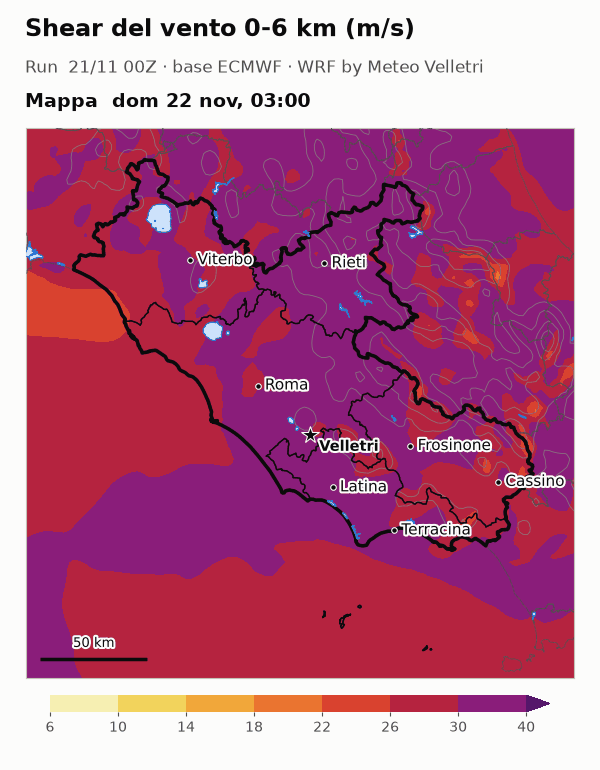 Shear del vento 0-6 km (m/s)
Run  21/11 00Z · base ECMWF · WRF by Meteo Velletri
Mappa  dom 22 nov, 03:00
Viterbo
Rieti
Roma
Velletri
Frosinone
Cassino
Latina
Terracina
50 km
6 10 14 18 22 26 30 40